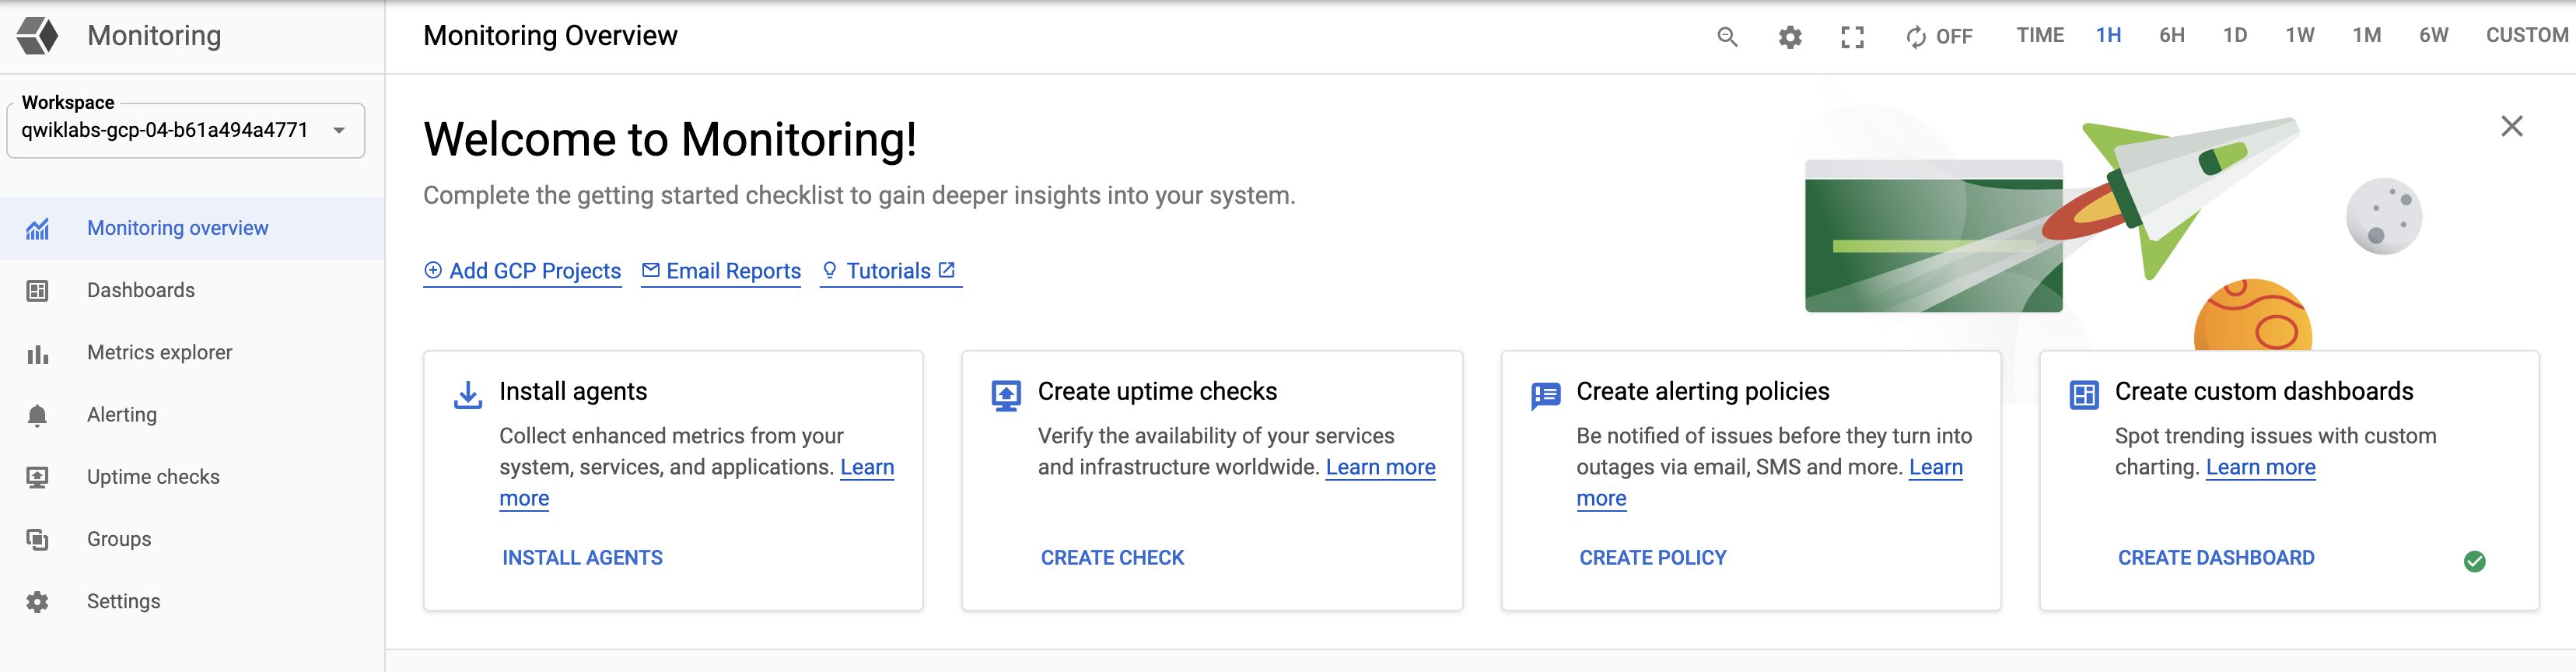 Monitoring
Monitoring Overview
OFF
TIME 1H 6H 1D 1W 1M 6W CUSTOM
Workspace
qwiklabs-gcp-04-b61a494a4771
Monitoring overview
Dashboards
Metrics explorer
Alerting
Uptime checks
Groups
Settings
Welcome to Monitoring!
Complete the getting started checklist to gain deeper insights into your system.
Add GCP Projects Email Reports Tutorials
Install agents
Collect enhanced metrics from your
system, services, and applications. Learn
more
INSTALL AGENTS
Create uptime checks
Verify the availability of your services
and infrastructure worldwide. Learn more
CREATE CHECK
Create alerting policies
Be notified of issues before they turn into
outages via email, SMS and more. Learn
more
CREATE POLICY
Create custom dashboards
Spot trending issues with custom
charting. Learn more
CREATE DASHBOARD